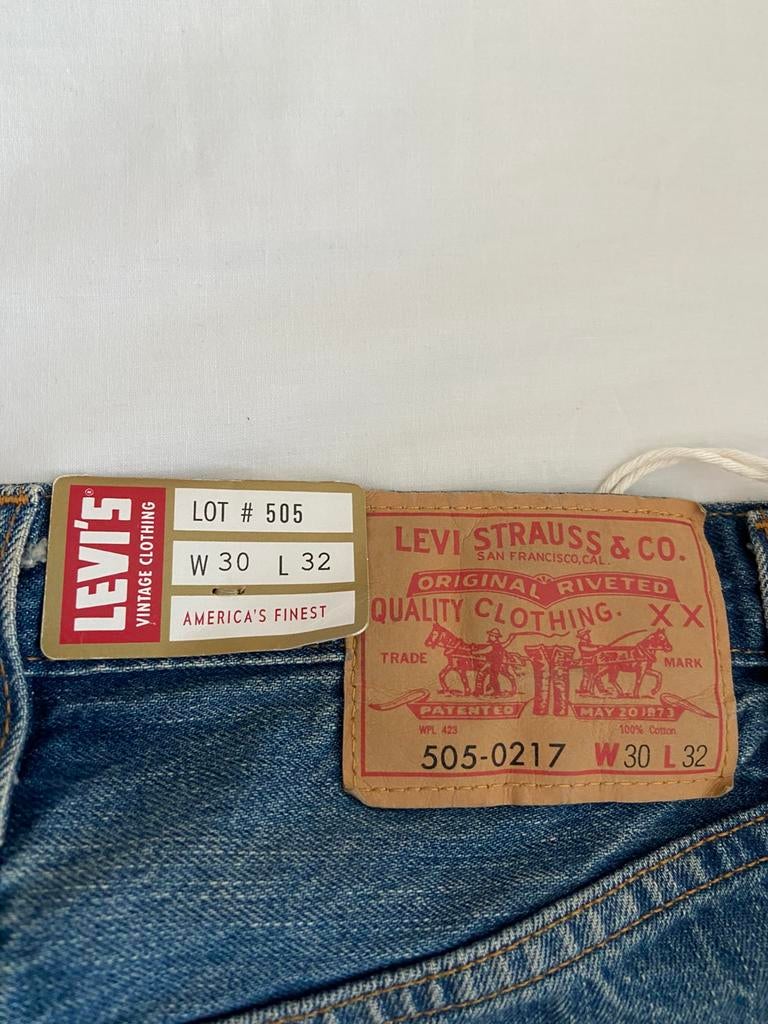 LEVI'S®
VINTAGE CLOTHING
LOT # 505
W 30 L 32
AMERICA'S FINEST
LEVI STRAUSS & CO.
SAN FRANCISCO, CAL.
ORIGINAL RIVETED
QUALITY CLOTHING. XX
TRADE MARK
PATENTED MAY 20 1873
WPL 423 100% Cotton
505-0217 W 30 L 32